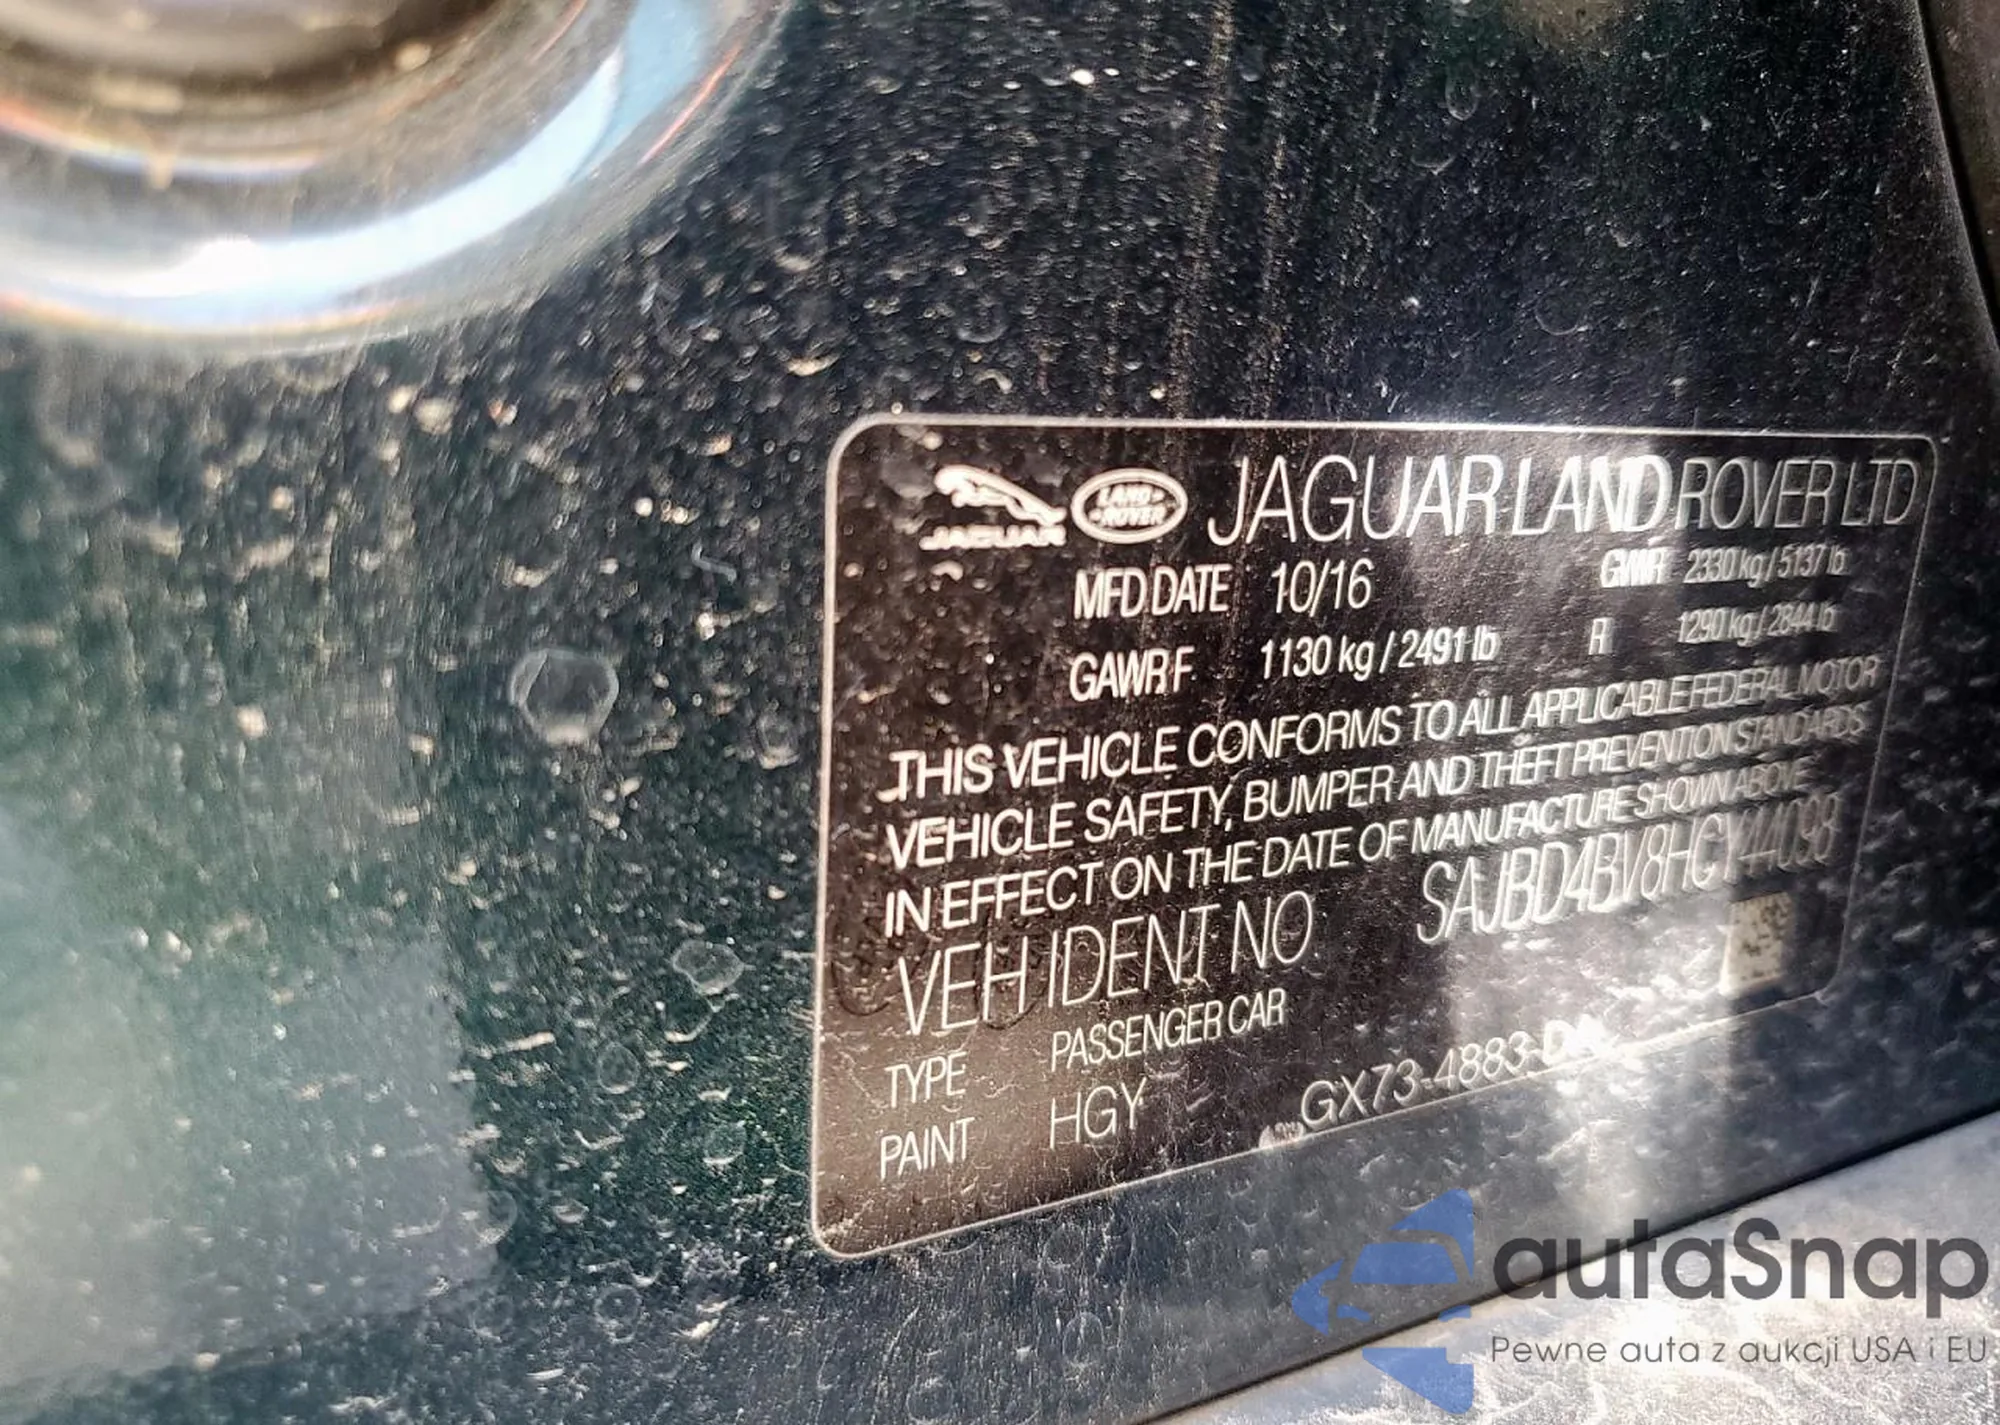 JAGUAR
LAND ROVER
JAGUAR LAND ROVER LTD
MFD.DATE 10/16 GVWR 2330 kg / 5137 lb
GAWR F 1130 kg / 2491 lb R 1290 kg / 2844 lb
THIS VEHICLE CONFORMS TO ALL APPLICABLE FEDERAL MOTOR
VEHICLE SAFETY, BUMPER AND THEFT PREVENTION STANDARDS
IN EFFECT ON THE DATE OF MANUFACTURE SHOWN ABOVE
VEH IDENT NO SAJBD4BV8HCY44098
TYPE PASSENGER CAR
PAINT HGY
GX73-4883-DA
autaSnap
Pewne auta z aukcji USA i EU